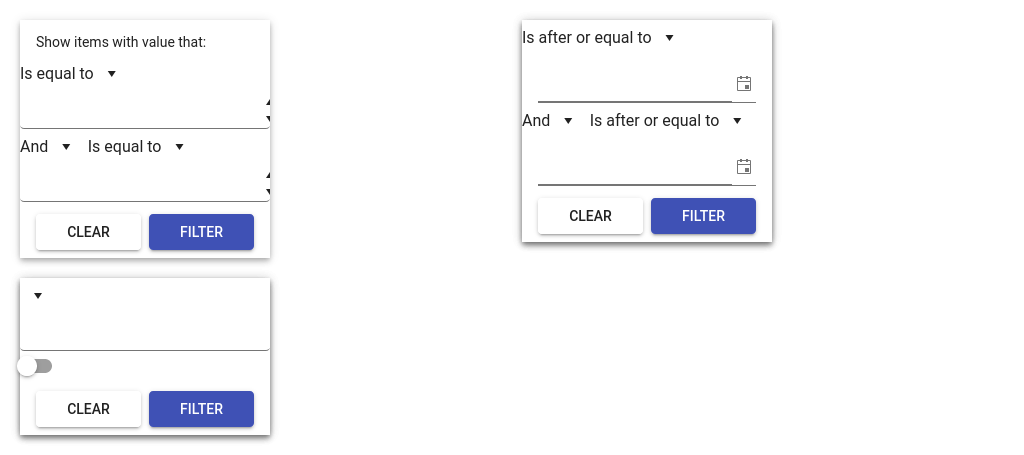 Show items with value that:
Is equal to
And Is equal to
CLEAR FILTER
Is after or equal to
And Is after or equal to
CLEAR FILTER
CLEAR FILTER